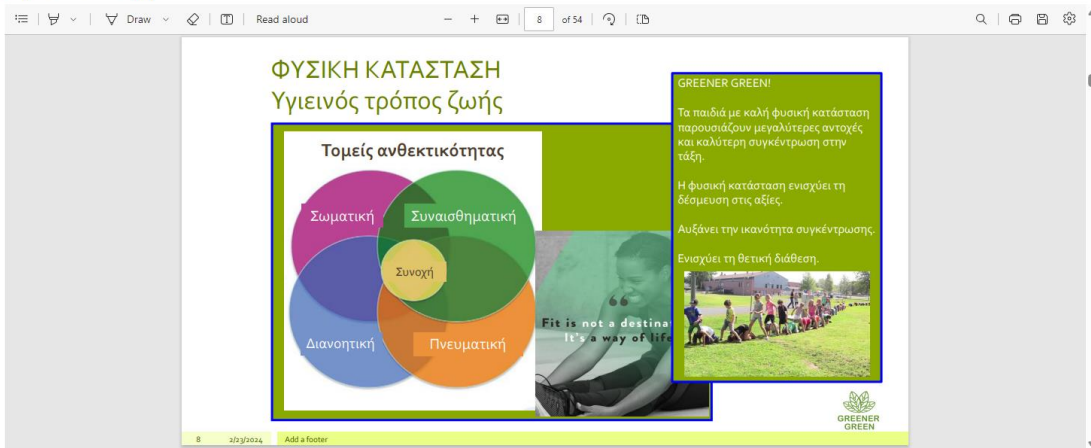 Draw
Read aloud
8
of 54
ΦΥΣΙΚΗ ΚΑΤΑΣΤΑΣΗ
Υγιεινός τρόπος ζωής
Τομείς ανθεκτικότητας
Σωματική
Συναισθηματική
Συνοχή
Διανοητική
Πνευματική
Fit is not a destina
It's a way of life
GREENER GREEN!
Τα παιδιά με καλή φυσική κατάσταση
παρουσιάζουν μεγαλύτερες αντοχές
και καλύτερη συγκέντρωση στην
τάξη.
Η φυσική κατάσταση ενισχύει τη
δέσμευση στις αξίες.
Αυξάνει την ικανότητα συγκέντρωσης.
Ενισχύει τη θετική διάθεση.
GREENER
GREEN
8 2/23/2024 Add a footer